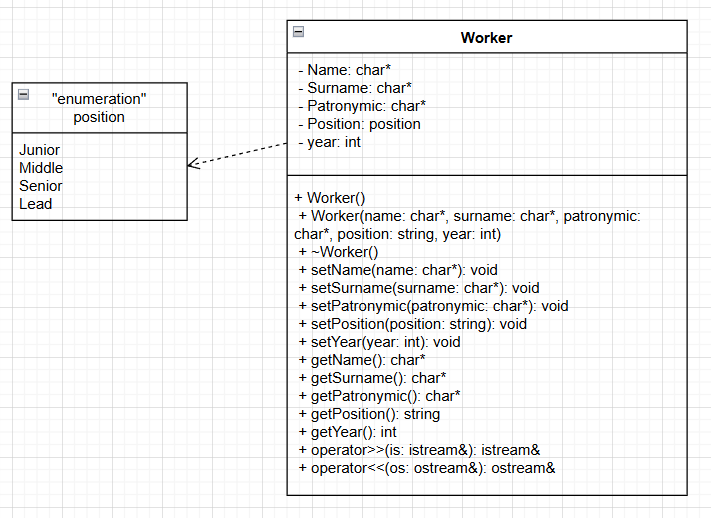 "enumeration"
position
Junior
Middle
Senior
Lead
Worker
- Name: char*
- Surname: char*
- Patronymic: char*
- Position: position
- year: int
+ Worker()
+ Worker(name: char*, surname: char*, patronymic:
char*, position: string, year: int)
+ ~Worker()
+ setName(name: char*): void
+ setSurname(surname: char*): void
+ setPatronymic(patronymic: char*): void
+ setPosition(position: string): void
+ setYear(year: int): void
+ getName(): char*
+ getSurname(): char*
+ getPatronymic(): char*
+ getPosition(): string
+ getYear(): int
+ operator>>(is: istream&): istream&
+ operator<<(os: ostream&): ostream&